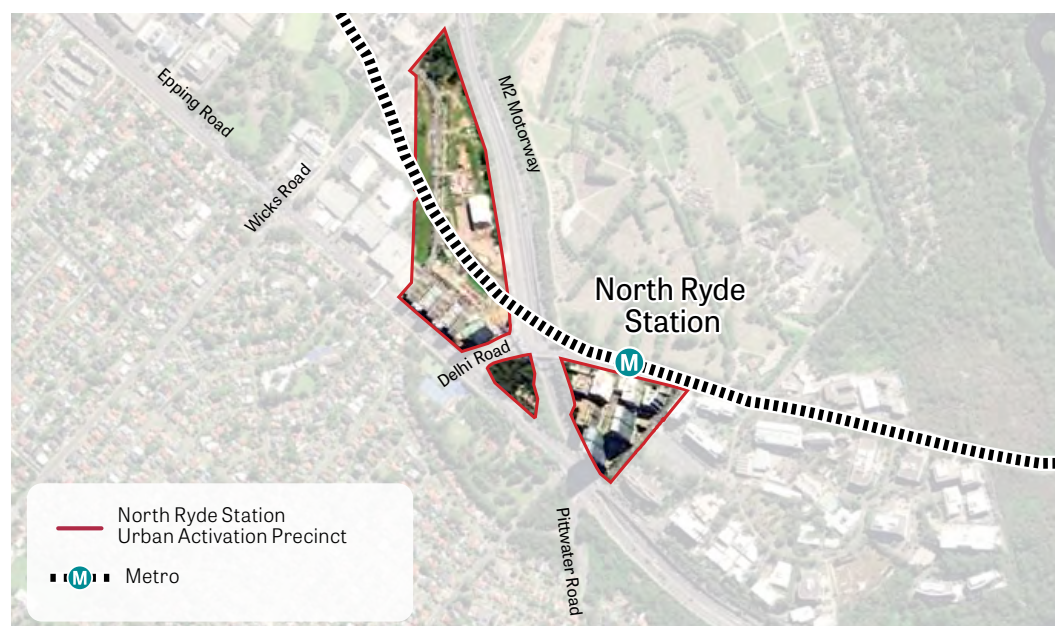 Epping Road
M2 Motorway
Wicks Road
North Ryde
Station
M
Delhi Road
Pittwater Road
North Ryde Station
Urban Activation Precinct
M
Metro